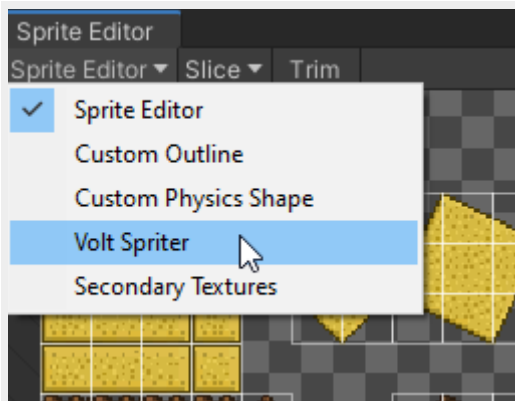 Sprite Editor
Sprite Editor Slice Trim
Sprite Editor
Custom Outline
Custom Physics Shape
Volt Spriter
Secondary Textures